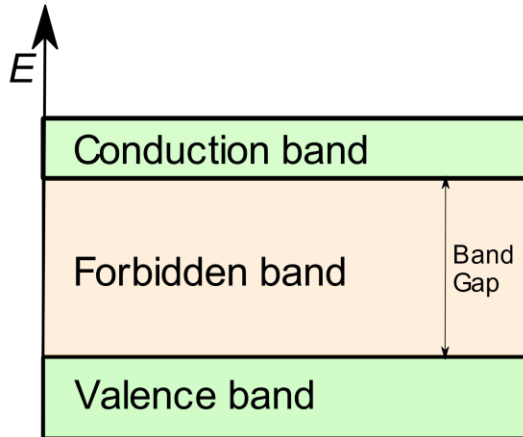 E
Conduction band
Forbidden band
Band
Gap
Valence band